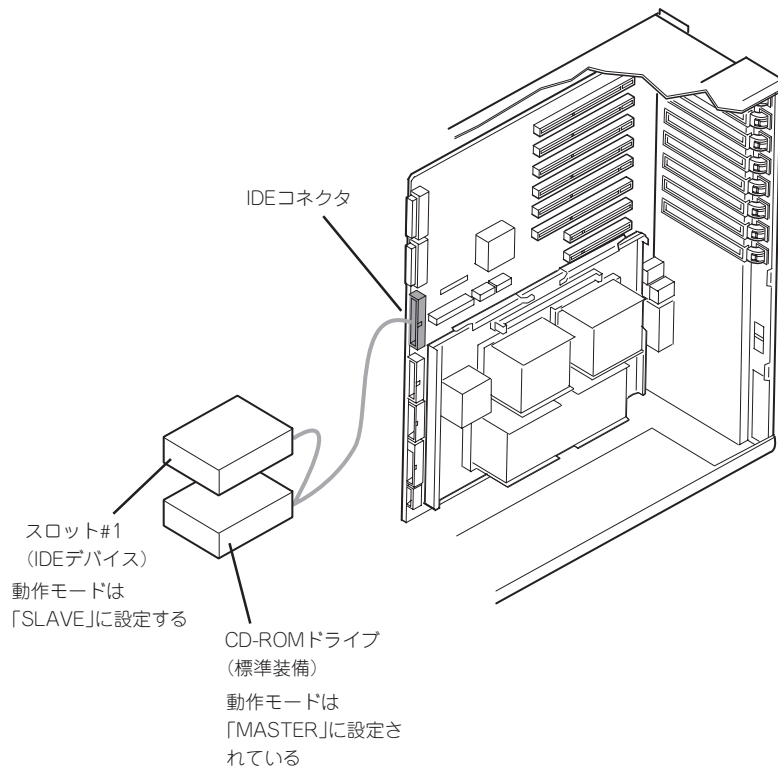 IDEコネクタ
スロット#1
（IDEデバイス）
動作モードは
「SLAVE」に設定する
CD-ROMドライブ
（標準装備）
動作モードは
「MASTER」に設定さ
れている